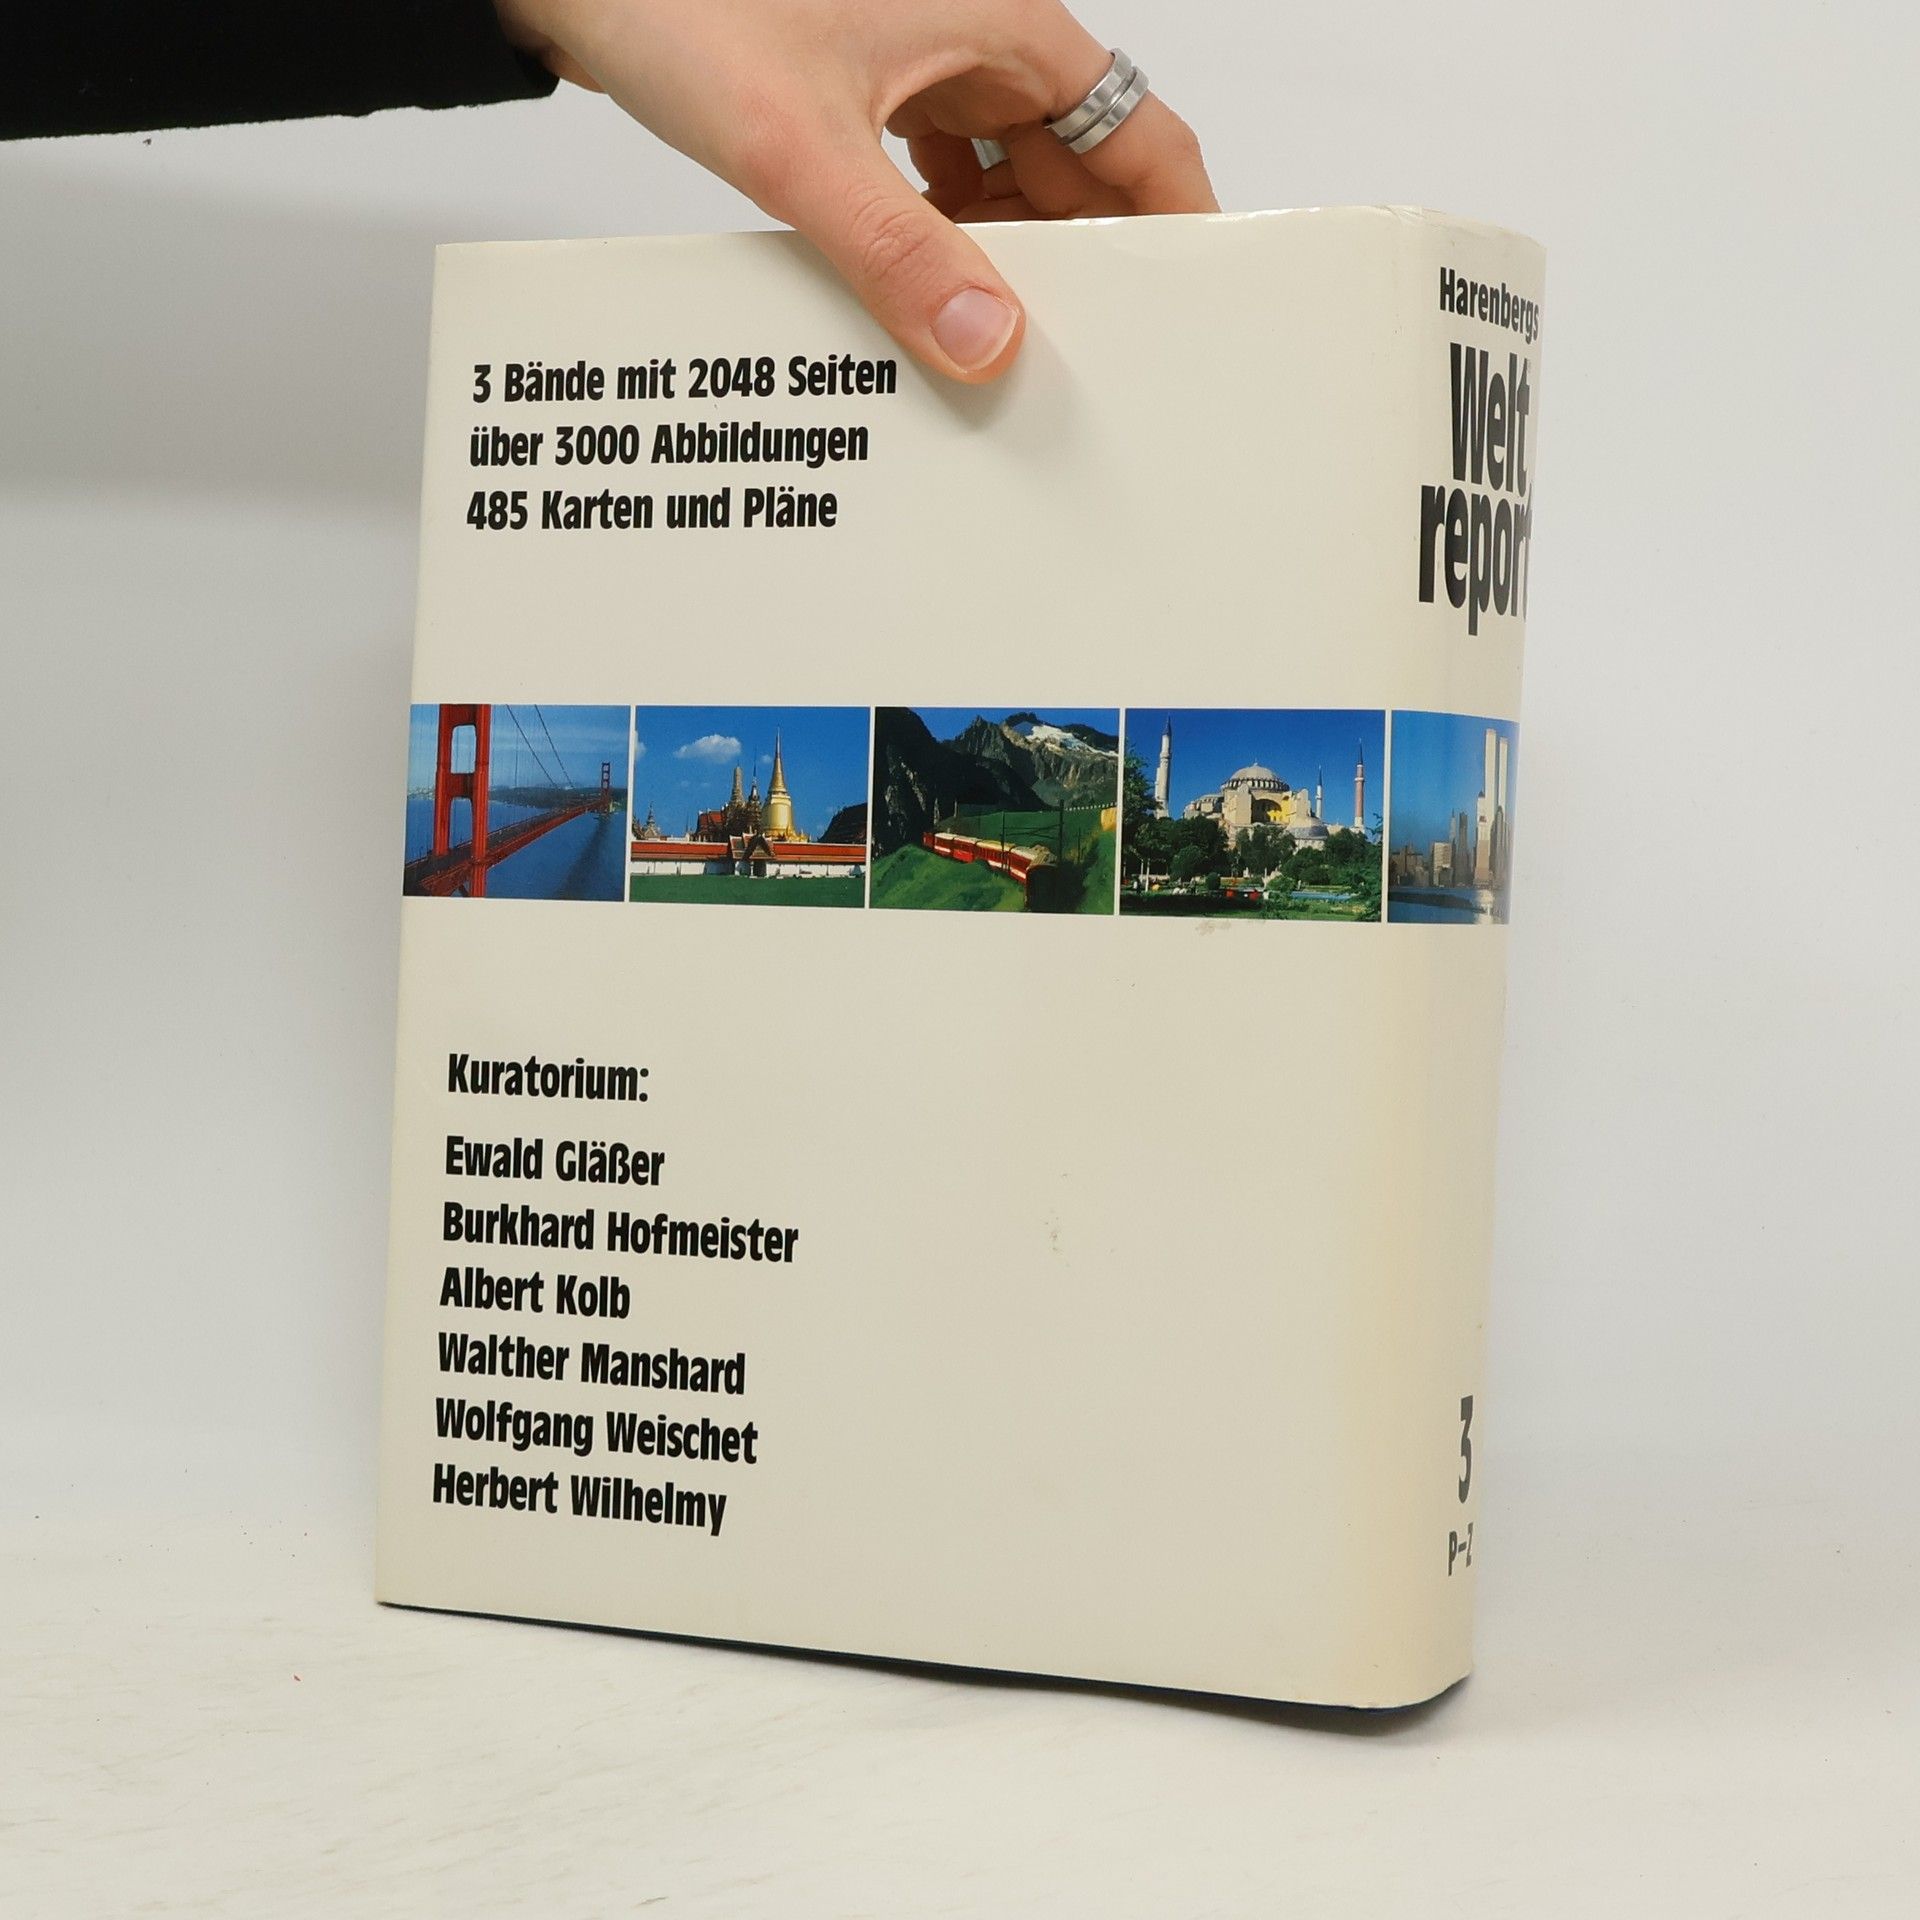 3 Bände mit 2048 Seiten
über 3000 Abbildungen
485 Karten und Pläne
Kuratorium:
Ewald Gläßer
Burkhard Hofmeister
Albert Kolb
Walther Manshard
Wolfgang Weischet
Herbert Wilhelmy
Harenbergs
Welt
report
3
P-Z